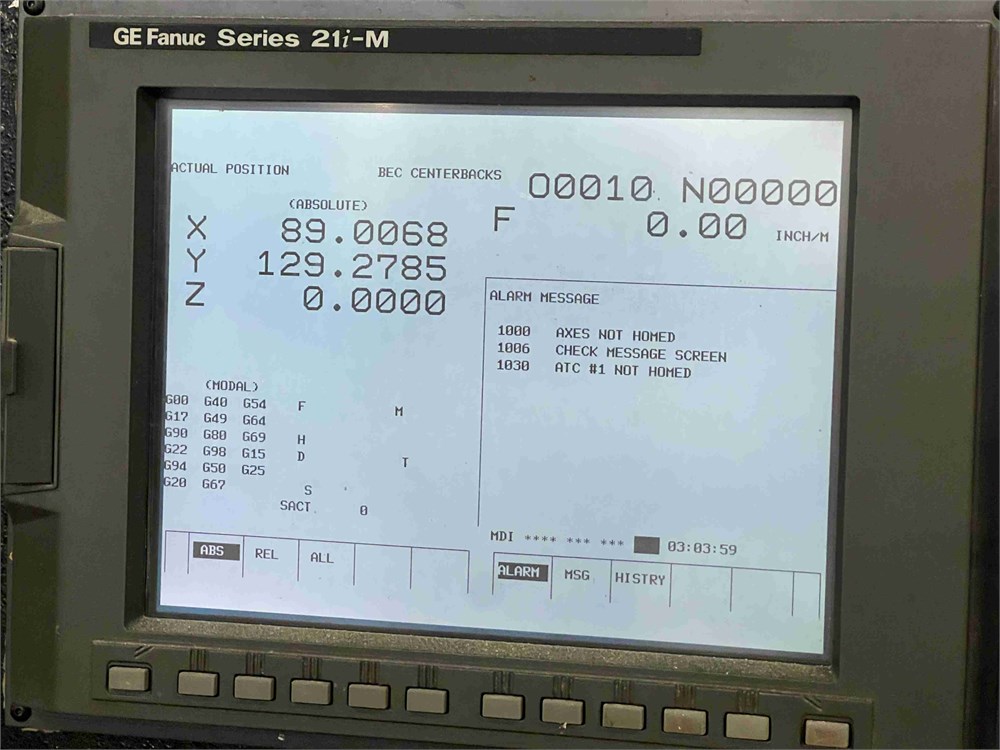 GE Fanuc Series 21i-M
ACTUAL POSITION BEC CENTERBACKS O0010 N00000
(ABSOLUTE) F 0.00 INCH/M
X 89.0068
Y 129.2785
Z 0.0000
ALARM MESSAGE
1000 AXES NOT HOMED
1006 CHECK MESSAGE SCREEN
1030 ATC #1 NOT HOMED
(MODAL)
G00 G40 G54 F M
G17 G49 G64
G90 G80 G69 H
G22 G98 G15 D T
G94 G50 G25
G20 G67 S
SACT 0
MDI **** *** *** 03:03:59
ABS REL ALL
ALARM MSG HISTRY